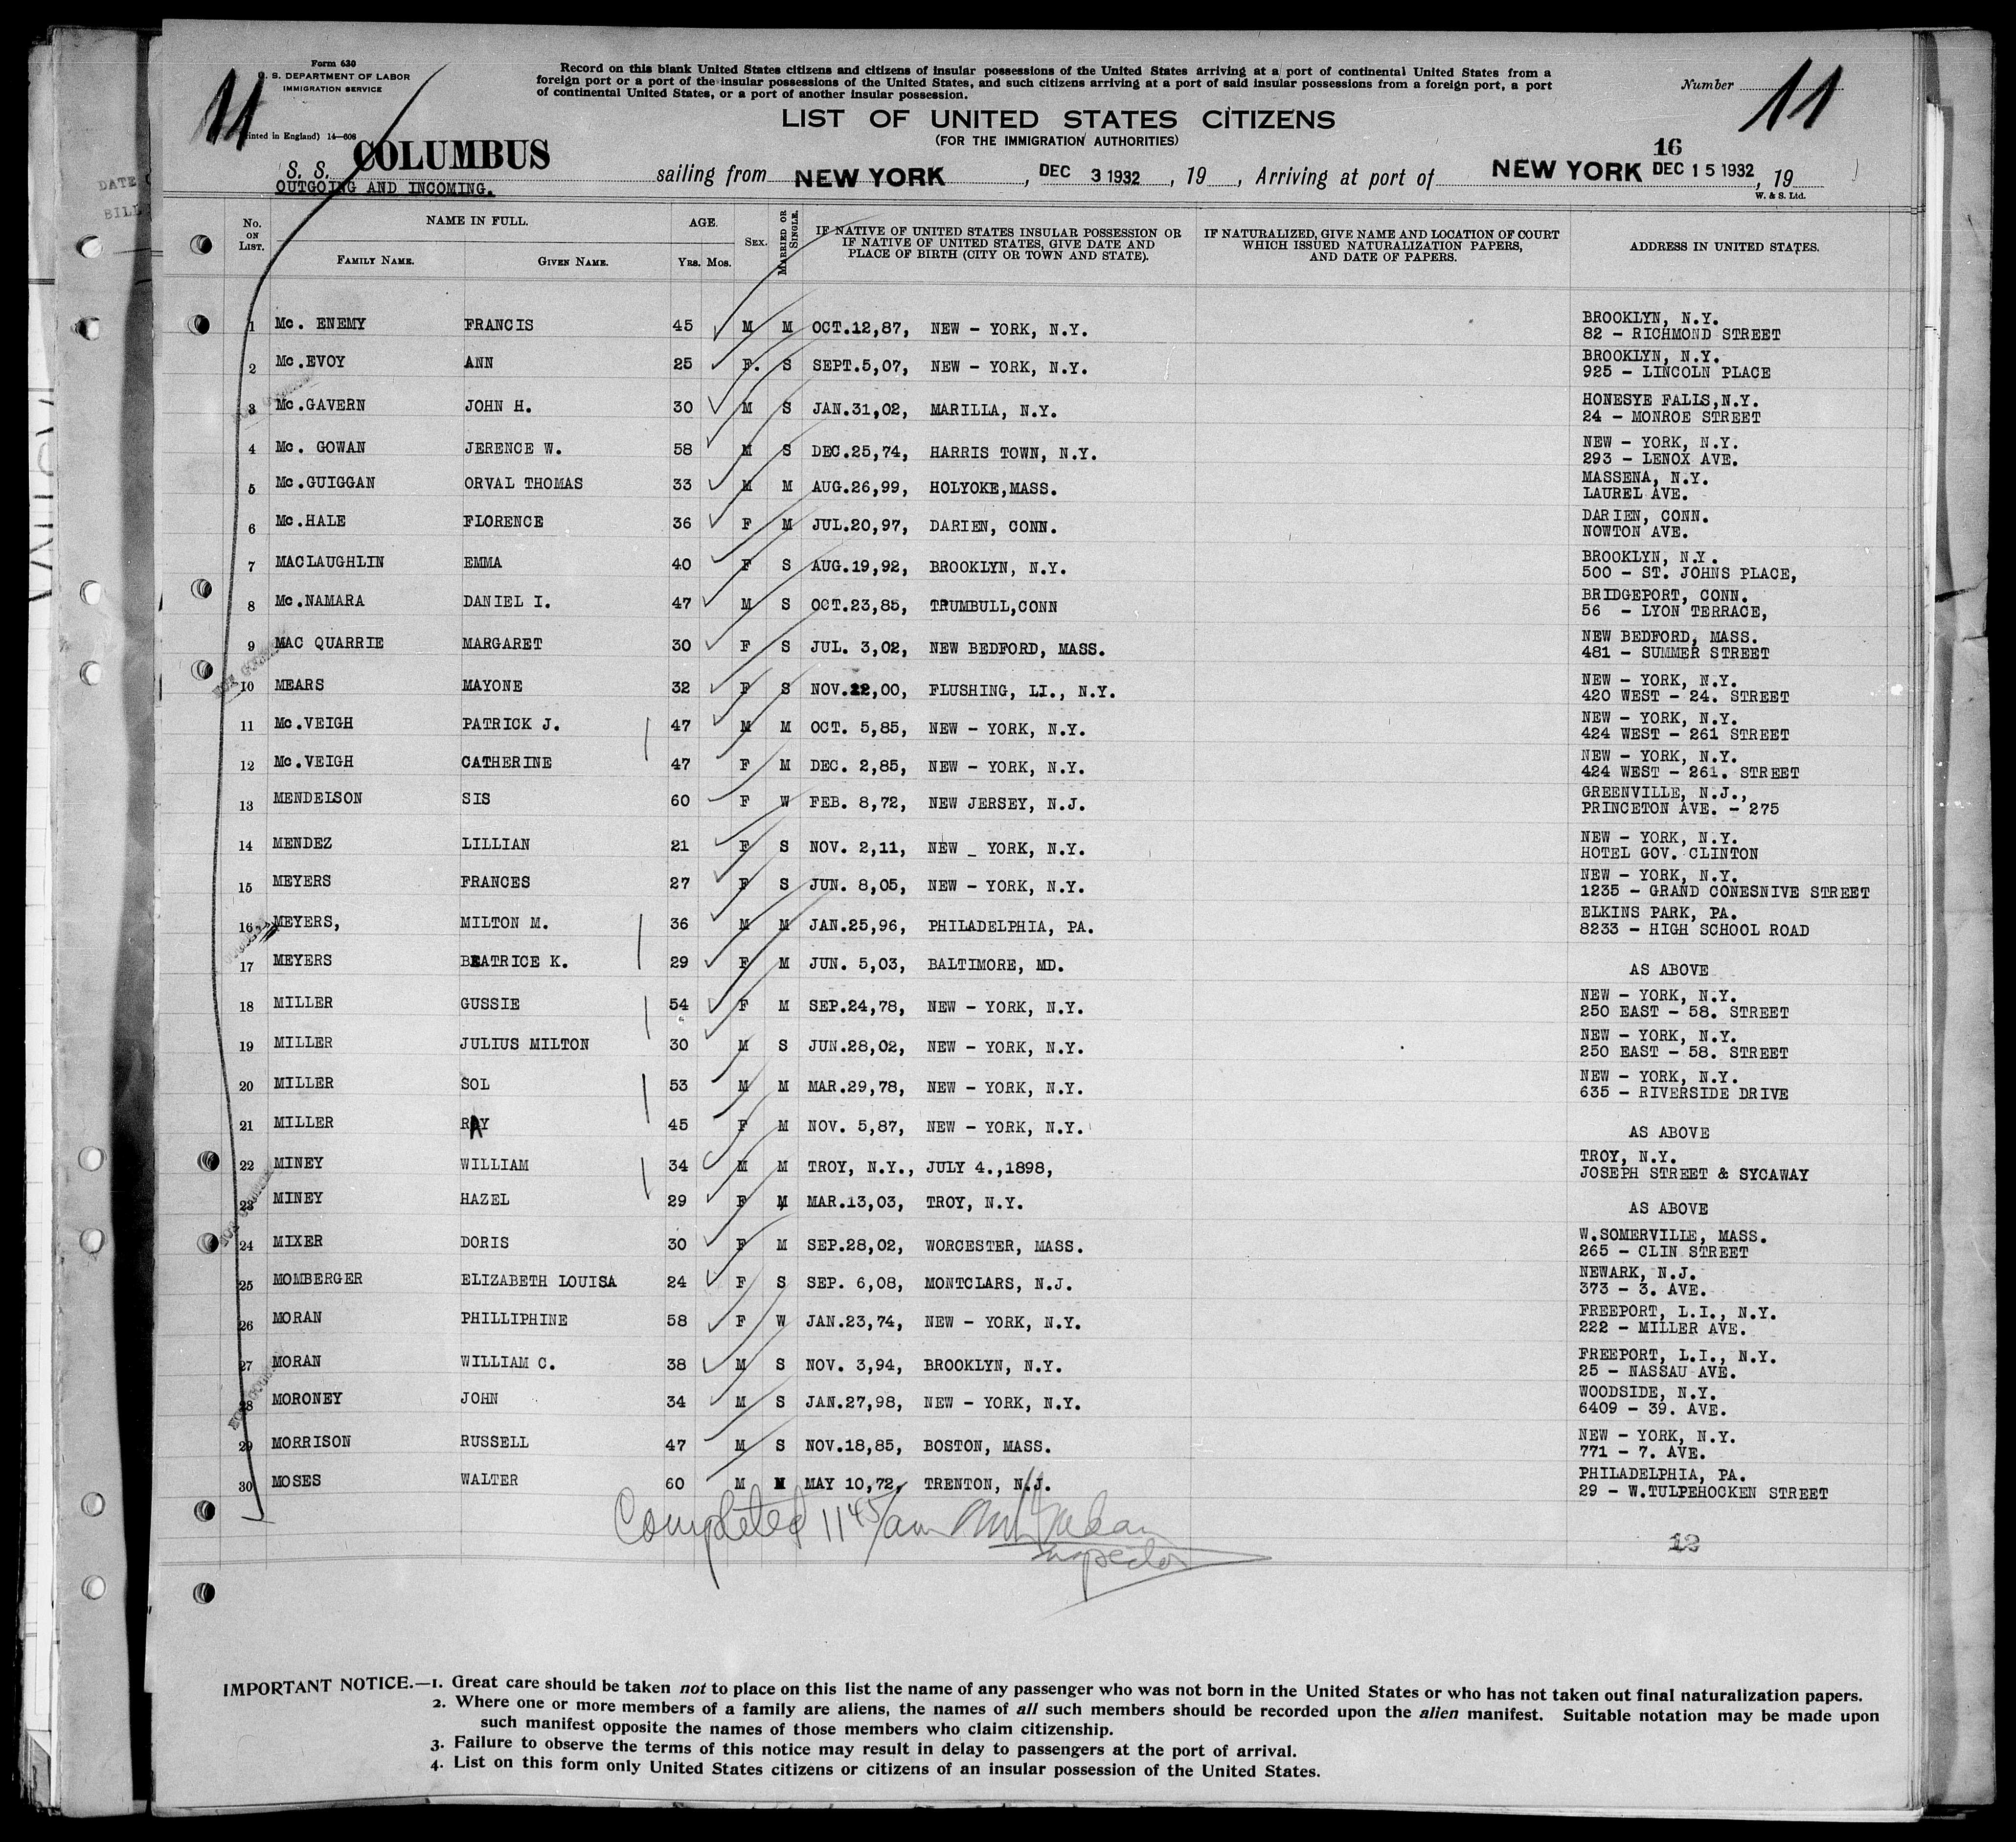 Form 630
U. S. DEPARTMENT OF LABOR
IMMIGRATION SERVICE
(Printed in England) 14—608
11
Record on this blank United States citizens and citizens of insular possessions of the United States arriving at a port of continental United States from a
foreign port or a port of the insular possessions of the United States, and such citizens arriving at a port of said insular possessions from a foreign port, a port
of continental United States, or a port of another insular possession.
Number 11
LIST OF UNITED STATES CITIZENS
(FOR THE IMMIGRATION AUTHORITIES)
S. S. COLUMBUS sailing from NEW YORK, DEC 3 1932, 19 , Arriving at port of NEW YORK 16 DEC 15 1932, 19
OUTGOING AND INCOMING.
W. & S. Ltd.
DATE
BILL
No. ON LIST. NAME IN FULL. AGE. SEX. MARRIED OR SINGLE. IF NATIVE OF UNITED STATES INSULAR POSSESSION OR IF NATIVE OF UNITED STATES, GIVE DATE AND PLACE OF BIRTH (CITY OR TOWN AND STATE). IF NATURALIZED, GIVE NAME AND LOCATION OF COURT WHICH ISSUED NATURALIZATION PAPERS, AND DATE OF PAPERS. ADDRESS IN UNITED STATES.
FAMILY NAME. GIVEN NAME. YRS. MOS.
1 Mc. ENEMY FRANCIS 45 M M OCT.12,87, NEW - YORK, N.Y. BROOKLYN, N.Y.
82 - RICHMOND STREET
2 Mc.EVOY ANN 25 F. S SEPT.5,07, NEW - YORK, N.Y. BROOKLYN, N.Y.
925 - LINCOLN PLACE
3 Mc.GAVERN JOHN H. 30 M S JAN.31,02, MARILLA, N.Y. HONESYE FALLS,N.Y.
24 - MONROE STREET
4 Mc. GOWAN JERENCE W. 58 M S DEC.25,74, HARRIS TOWN, N.Y. NEW - YORK, N.Y.
293 - LENOX AVE.
5 Mc.GUIGGAN ORVAL THOMAS 33 M M AUG.26,99, HOLYOKE,MASS. MASSENA, N.Y.
LAUREL AVE.
6 Mc.HALE FLORENCE 36 F M JUL.20,97, DARIEN, CONN. DARIEN, CONN.
NOWTON AVE.
7 MACLAUGHLIN EMMA 40 F S AUG.19,92, BROOKLYN, N.Y. BROOKLYN, N.Y.
500 - ST. JOHNS PLACE,
8 Mc.NAMARA DANIEL I. 47 M S OCT.23,85, TRUMBULL,CONN BRIDGEPORT, CONN.
56 - LYON TERRACE,
9 MAC QUARRIE MARGARET 30 F S JUL. 3,02, NEW BEDFORD, MASS. NEW BEDFORD, MASS.
481 - SUMMER STREET
10 MEARS MAYONE 32 F S NOV.22,00, FLUSHING, LI., N.Y. NEW - YORK, N.Y.
420 WEST - 24. STREET
11 Mc.VEIGH PATRICK J. 47 M M OCT. 5,85, NEW - YORK, N.Y. NEW - YORK, N.Y.
424 WEST - 261 STREET
12 Mc.VEIGH CATHERINE 47 F M DEC. 2,85, NEW - YORK, N.Y. NEW - YORK, N.Y.
424 WEST - 261. STREET
13 MENDELSON SIS 60 F W FEB. 8,72, NEW JERSEY, N.J. GREENVILLE, N.J.,
PRINCETON AVE. - 275
14 MENDEZ LILLIAN 21 F S NOV. 2,11, NEW _ YORK, N.Y. NEW - YORK, N.Y.
HOTEL GOV. CLINTON
15 MEYERS FRANCES 27 F S JUN. 8,05, NEW - YORK, N.Y. NEW - YORK, N.Y.
1235 - GRAND CONESNIVE STREET
16 MEYERS, MILTON M. 36 M M JAN.25,96, PHILADELPHIA, PA. ELKINS PARK, PA.
8233 - HIGH SCHOOL ROAD
17 MEYERS BEATRICE K. 29 F M JUN. 5,03, BALTIMORE, MD. AS ABOVE
18 MILLER GUSSIE 54 F M SEP.24,78, NEW - YORK, N.Y. NEW - YORK, N.Y.
250 EAST - 58. STREET
19 MILLER JULIUS MILTON 30 M S JUN.28,02, NEW - YORK, N.Y. NEW - YORK, N.Y.
250 EAST - 58. STREET
20 MILLER SOL 53 M M MAR.29,78, NEW - YORK, N.Y. NEW - YORK, N.Y.
635 - RIVERSIDE DRIVE
21 MILLER RAY 45 F M NOV. 5,87, NEW - YORK, N.Y. AS ABOVE
22 MINEY WILLIAM 34 M M TROY, N.Y., JULY 4.,1898, TROY, N.Y.
JOSEPH STREET & SYCAWAY
23 MINEY HAZEL 29 F M MAR.13,03, TROY, N.Y. AS ABOVE
24 MIXER DORIS 30 F M SEP.28,02, WORCESTER, MASS. W.SOMERVILLE, MASS.
265 - CLIN STREET
25 MOMBERGER ELIZABETH LOUISA 24 F S SEP. 6,08, MONTCLARS, N.J. NEWARK, N.J.
373 - 3. AVE.
26 MORAN PHILLIPHINE 58 F W JAN.23,74, NEW - YORK, N.Y. FREEPORT, L.I., N.Y.
222 - MILLER AVE.
27 MORAN WILLIAM C. 38 M S NOV. 3,94, BROOKLYN, N.Y. FREEPORT, L.I., N.Y.
25 - NASSAU AVE.
28 MORONEY JOHN 34 M S JAN.27,98, NEW - YORK, N.Y. WOODSIDE, N.Y.
6409 - 39. AVE.
29 MORRISON RUSSELL 47 M S NOV.18,85, BOSTON, MASS. NEW - YORK, N.Y.
771 - 7. AVE.
30 MOSES WALTER 60 M M MAY 10,72, TRENTON, N.J. PHILADELPHIA, PA.
29 - W.TULPEHOCKEN STREET
Completed 11 45/am
Inspector
12
IMPORTANT NOTICE.—1. Great care should be taken not to place on this list the name of any passenger who was not born in the United States or who has not taken out final naturalization papers.
2. Where one or more members of a family are aliens, the names of all such members should be recorded upon the alien manifest. Suitable notation may be made upon
such manifest opposite the names of those members who claim citizenship.
3. Failure to observe the terms of this notice may result in delay to passengers at the port of arrival.
4. List on this form only United States citizens or citizens of an insular possession of the United States.